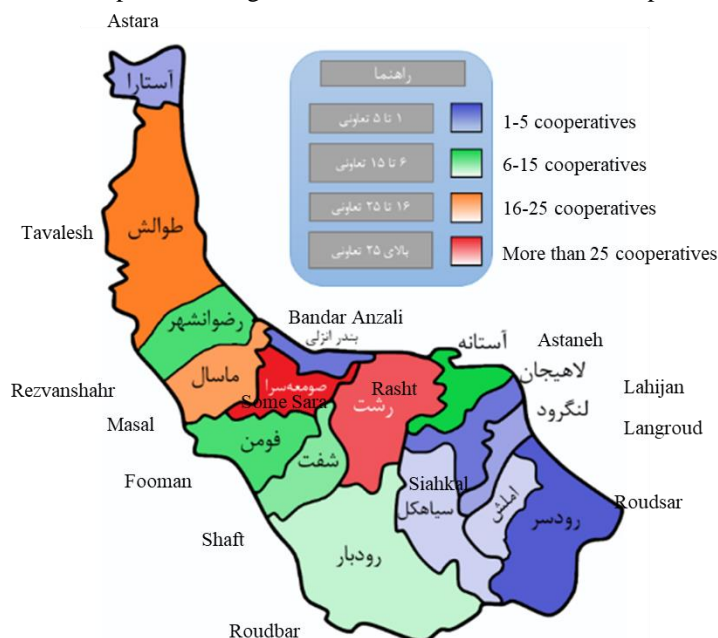 Astara
آستارا
راهنما
۱ تا ۵ تعاونی
1-5 cooperatives
۶ تا ۱۵ تعاونی
6-15 cooperatives
۱۶ تا ۲۵ تعاونی
16-25 cooperatives
بالای ۲۵ تعاونی
More than 25 cooperatives
Tavalesh
طوالش
رضوانشهر
Bandar Anzali
بندر انزلی
آستانه
Astaneh
لاهیجان
Lahijan
لنگرود
Langroud
Rezvanshahr
ماسال
Masal
صومعه‌سرا
Some Sara
Rasht
رشت
فومن
Fooman
شفت
Shaft
Siahkal
سیاهکل
املش
رودسر
Roudsar
رودبار
Roudbar